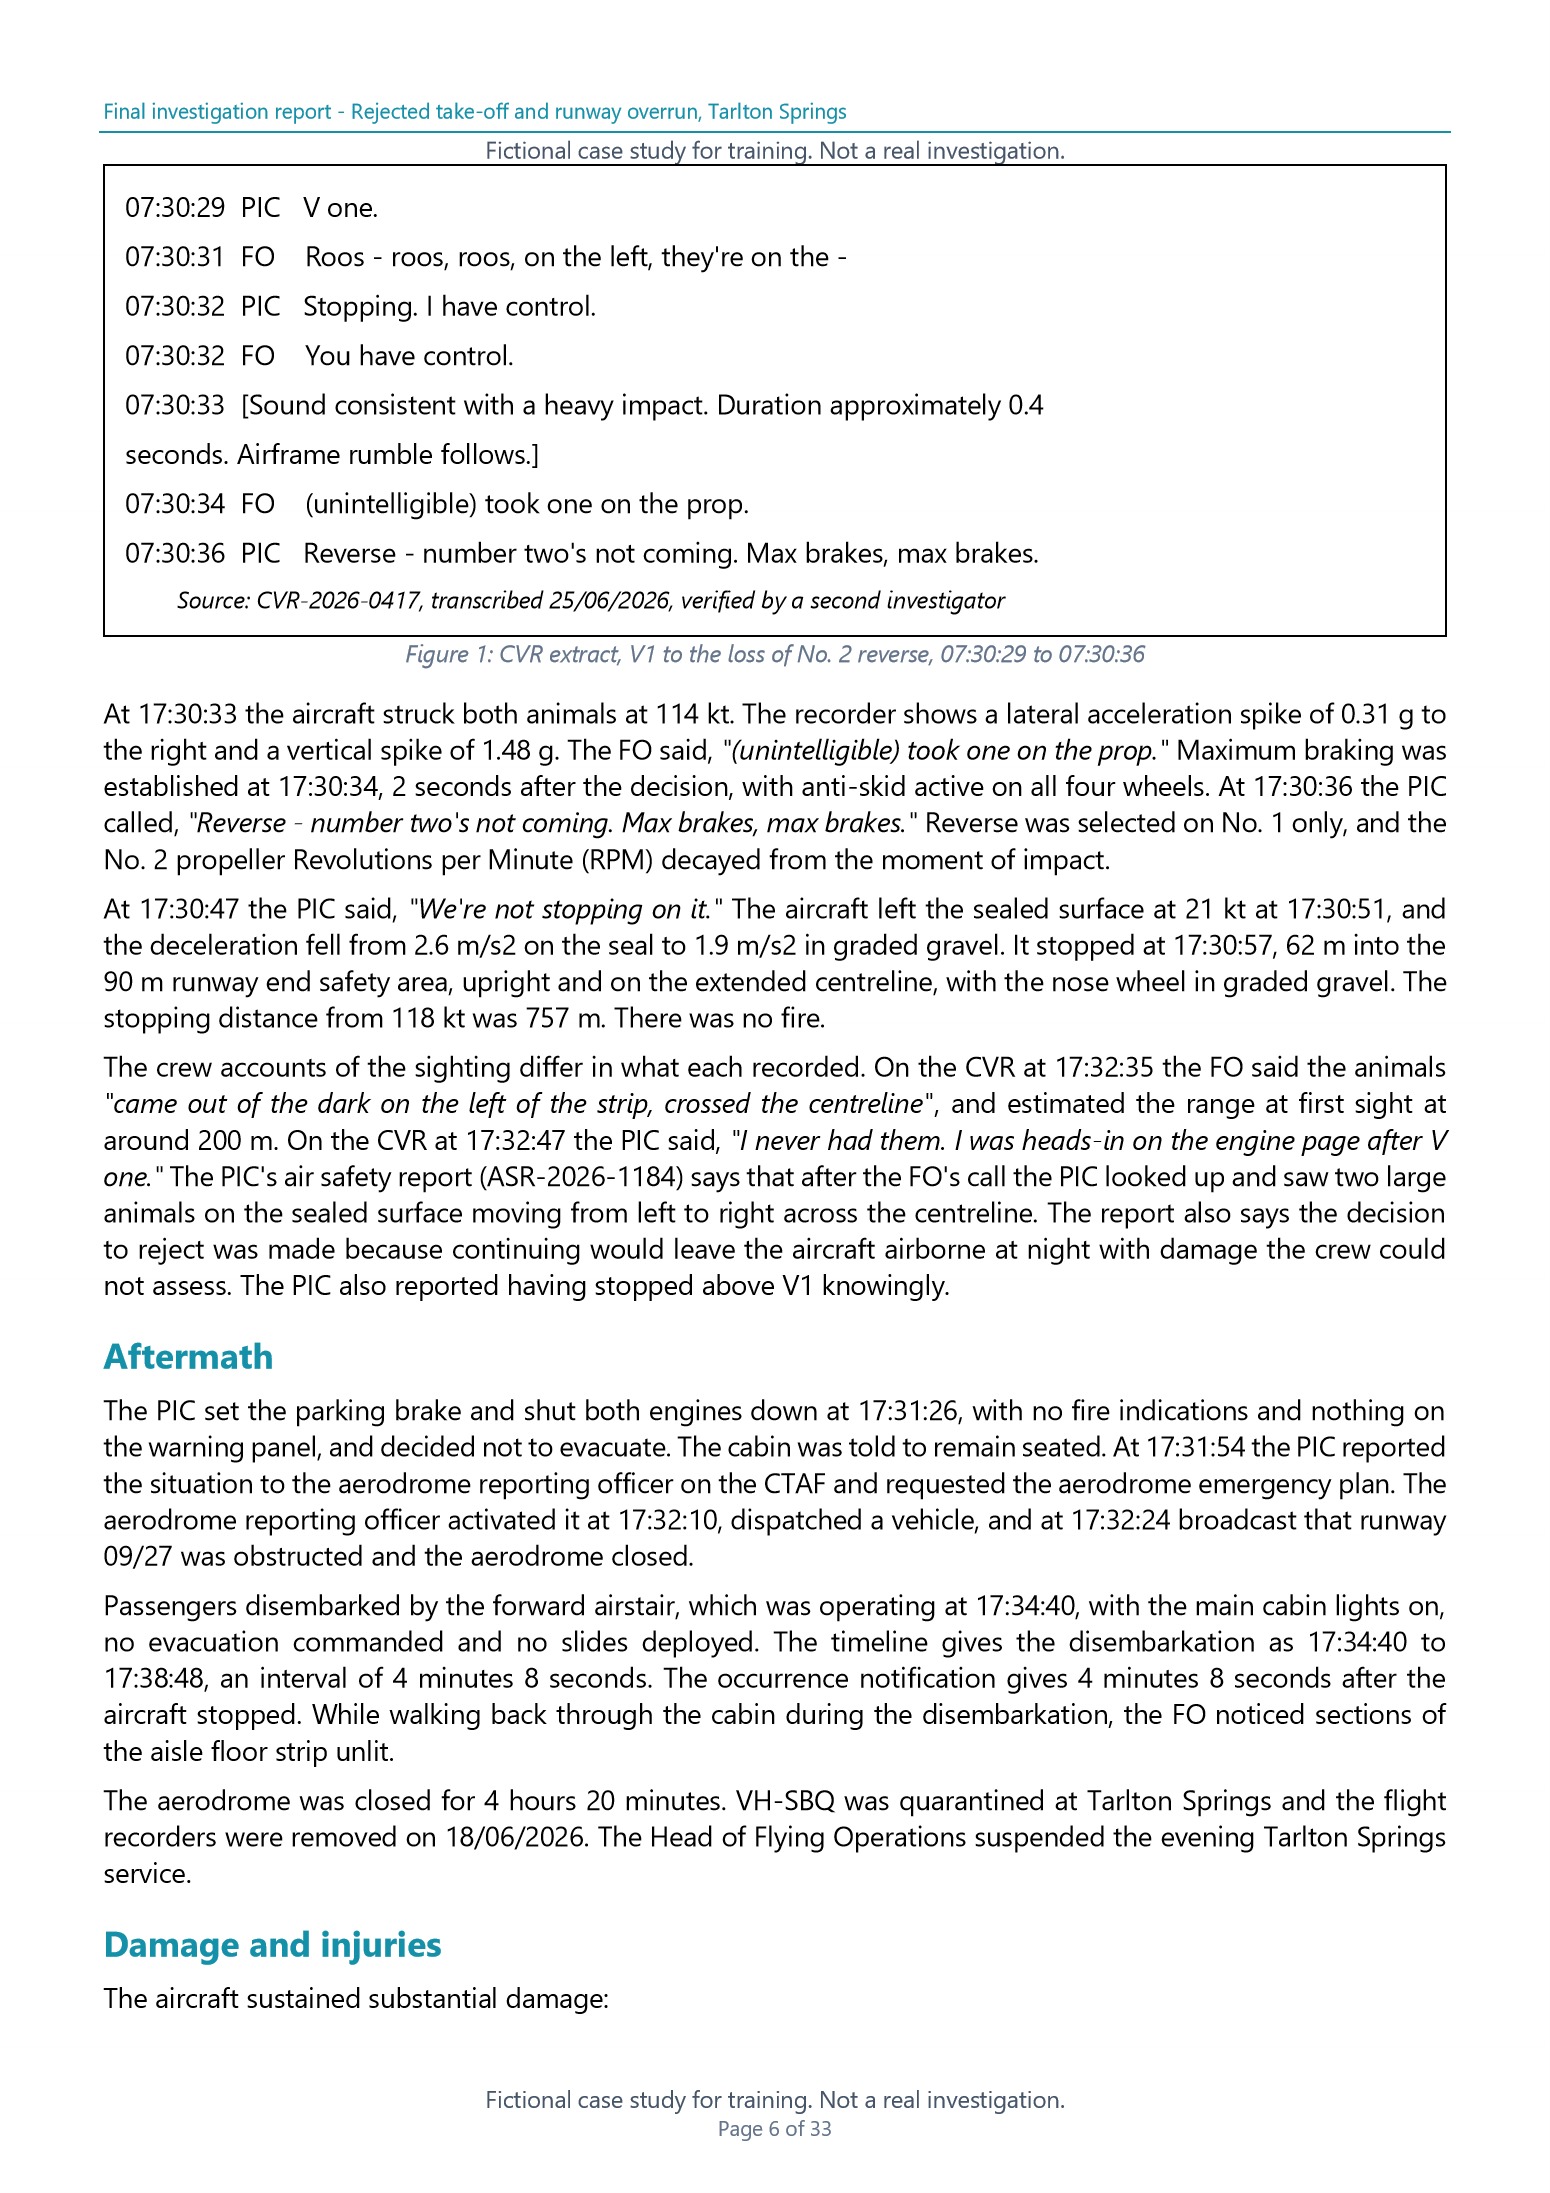 Final investigation report - Rejected take-off and runway overrun, Tarlton Springs
Fictional case study for training. Not a real investigation.
07:30:29 PIC V one.
07:30:31 FO Roos - roos, roos, on the left, they're on the -
07:30:32 PIC Stopping. I have control.
07:30:32 FO You have control.
07:30:33 [Sound consistent with a heavy impact. Duration approximately 0.4
seconds. Airframe rumble follows.]
07:30:34 FO (unintelligible) took one on the prop.
07:30:36 PIC Reverse - number two's not coming. Max brakes, max brakes.
Source: CVR-2026-0417, transcribed 25/06/2026, verified by a second investigator
Figure 1: CVR extract, V1 to the loss of No. 2 reverse, 07:30:29 to 07:30:36
At 17:30:33 the aircraft struck both animals at 114 kt. The recorder shows a lateral acceleration spike of 0.31 g to
the right and a vertical spike of 1.48 g. The FO said, "(unintelligible) took one on the prop." Maximum braking was
established at 17:30:34, 2 seconds after the decision, with anti-skid active on all four wheels. At 17:30:36 the PIC
called, "Reverse - number two's not coming. Max brakes, max brakes." Reverse was selected on No. 1 only, and the
No. 2 propeller Revolutions per Minute (RPM) decayed from the moment of impact.
At 17:30:47 the PIC said, "We're not stopping on it." The aircraft left the sealed surface at 21 kt at 17:30:51, and
the deceleration fell from 2.6 m/s2 on the seal to 1.9 m/s2 in graded gravel. It stopped at 17:30:57, 62 m into the
90 m runway end safety area, upright and on the extended centreline, with the nose wheel in graded gravel. The
stopping distance from 118 kt was 757 m. There was no fire.
The crew accounts of the sighting differ in what each recorded. On the CVR at 17:32:35 the FO said the animals
"came out of the dark on the left of the strip, crossed the centreline", and estimated the range at first sight at
around 200 m. On the CVR at 17:32:47 the PIC said, "I never had them. I was heads-in on the engine page after V
one." The PIC's air safety report (ASR-2026-1184) says that after the FO's call the PIC looked up and saw two large
animals on the sealed surface moving from left to right across the centreline. The report also says the decision
to reject was made because continuing would leave the aircraft airborne at night with damage the crew could
not assess. The PIC also reported having stopped above V1 knowingly.
Aftermath
The PIC set the parking brake and shut both engines down at 17:31:26, with no fire indications and nothing on
the warning panel, and decided not to evacuate. The cabin was told to remain seated. At 17:31:54 the PIC reported
the situation to the aerodrome reporting officer on the CTAF and requested the aerodrome emergency plan. The
aerodrome reporting officer activated it at 17:32:10, dispatched a vehicle, and at 17:32:24 broadcast that runway
09/27 was obstructed and the aerodrome closed.
Passengers disembarked by the forward airstair, which was operating at 17:34:40, with the main cabin lights on,
no evacuation commanded and no slides deployed. The timeline gives the disembarkation as 17:34:40 to
17:38:48, an interval of 4 minutes 8 seconds. The occurrence notification gives 4 minutes 8 seconds after the
aircraft stopped. While walking back through the cabin during the disembarkation, the FO noticed sections of
the aisle floor strip unlit.
The aerodrome was closed for 4 hours 20 minutes. VH-SBQ was quarantined at Tarlton Springs and the flight
recorders were removed on 18/06/2026. The Head of Flying Operations suspended the evening Tarlton Springs
service.
Damage and injuries
The aircraft sustained substantial damage:
Fictional case study for training. Not a real investigation.
Page 6 of 33